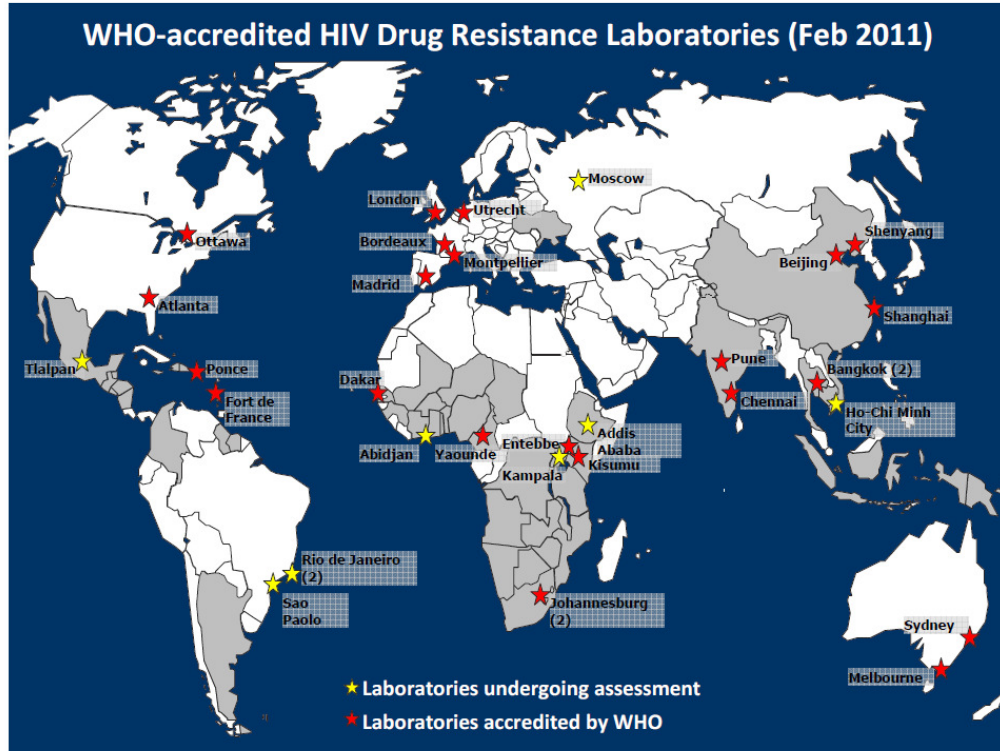 WHO-accredited HIV Drug Resistance Laboratories (Feb 2011)
Moscow
London
Utrecht
Ottawa
Bordeaux
Montpellier
Shenyang
Beijing
Madrid
Atlanta
Shanghai
Tlalpan
Ponce
Pune
Bangkok (2)
Dakar
Fort de
France
Chennai
Ho-Chi Minh
City
Abidjan
Yaounde
Entebbe
Addis
Ababa
Kisumu
Kampala
Rio de Janeiro
(2)
Sao
Paolo
Johannesburg
(2)
Sydney
Melbourne
Laboratories undergoing assessment
Laboratories accredited by WHO